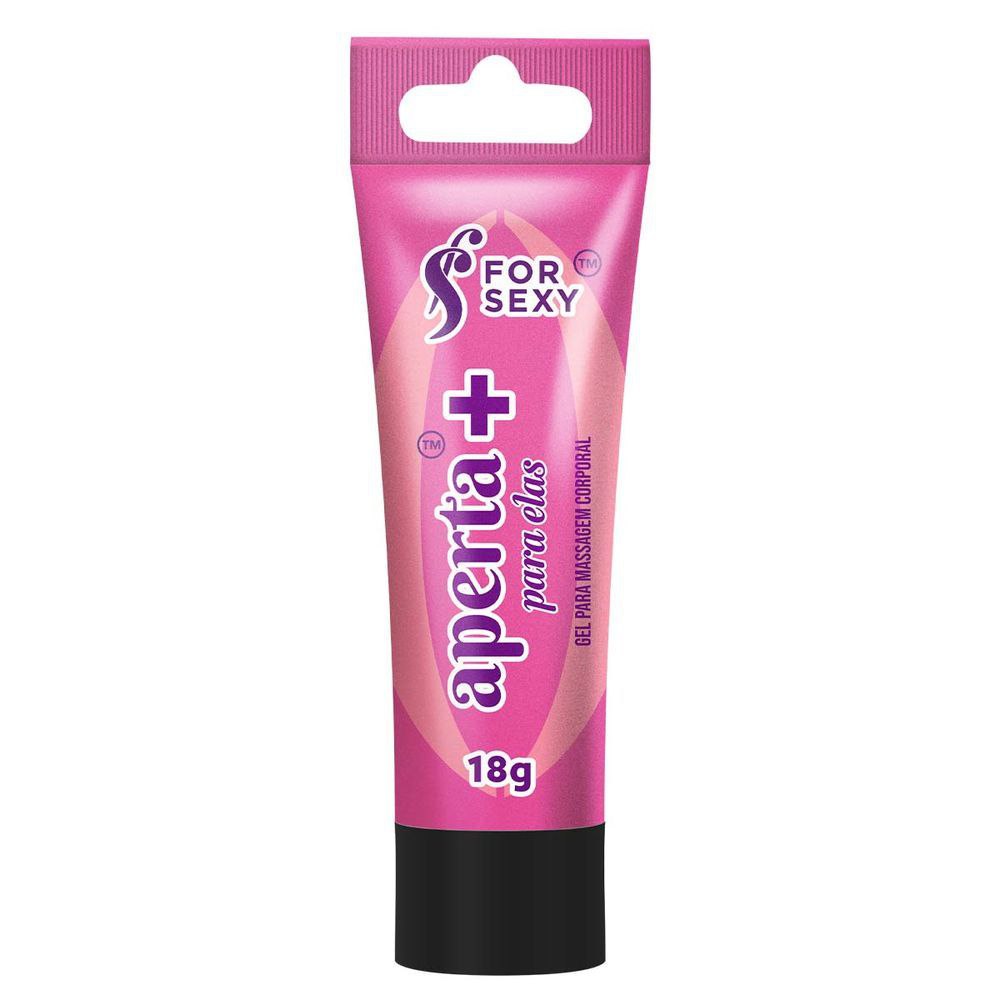 FOR
SEXY
TM
aperta+
TM
para elas
GEL PARA MASSAGEM CORPORAL
18g